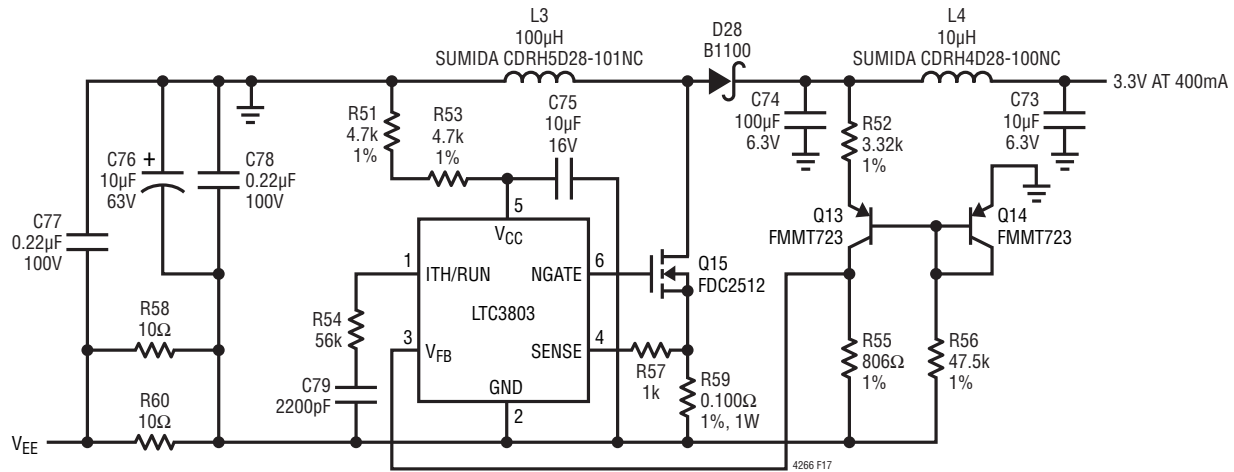 L3
100µH
SUMIDA CDRH5D28-101NC
D28
B1100
L4
10µH
SUMIDA CDRH4D28-100NC
3.3V AT 400mA
R51
4.7k
1%
R53
4.7k
1%
C75
10µF
16V
C74
100µF
6.3V
R52
3.32k
1%
C73
10µF
6.3V
C76
10µF
63V
+
C78
0.22µF
100V
C77
0.22µF
100V
5
VCC
1
ITH/RUN
NGATE
6
Q15
FDC2512
LTC3803
3
VFB
SENSE
4
GND
2
Q13
FMMT723
Q14
FMMT723
R58
10Ω
R54
56k
C79
2200pF
R57
1k
R59
0.100Ω
1%, 1W
R55
806Ω
1%
R56
47.5k
1%
R60
10Ω
VEE
4266 F17